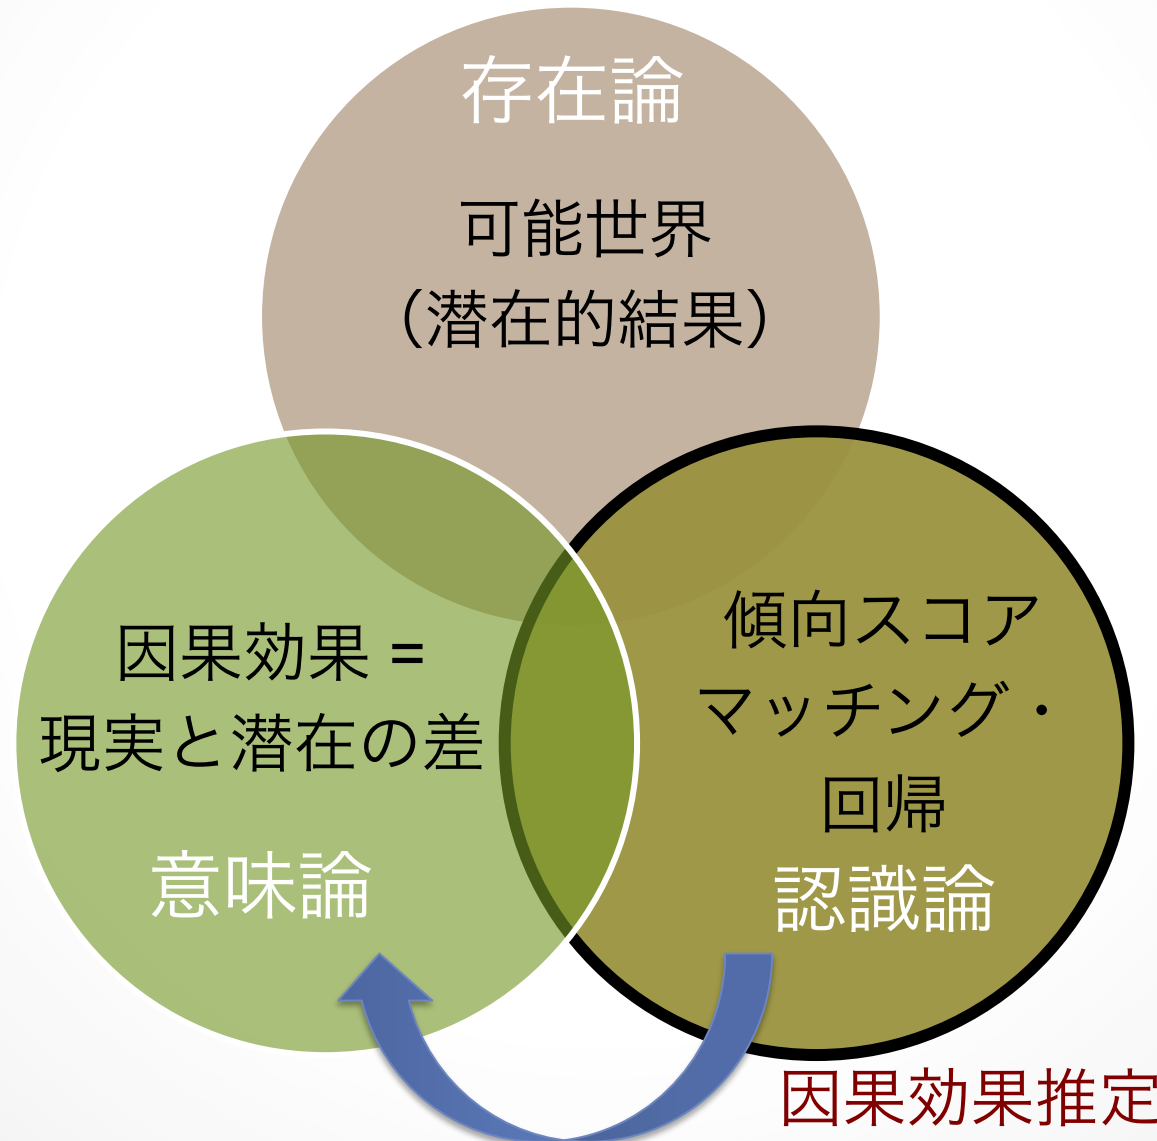 存在論
可能世界
（潜在的結果）
因果効果 =
現実と潜在の差
意味論
傾向スコア
マッチング・
回帰
認識論
因果効果推定